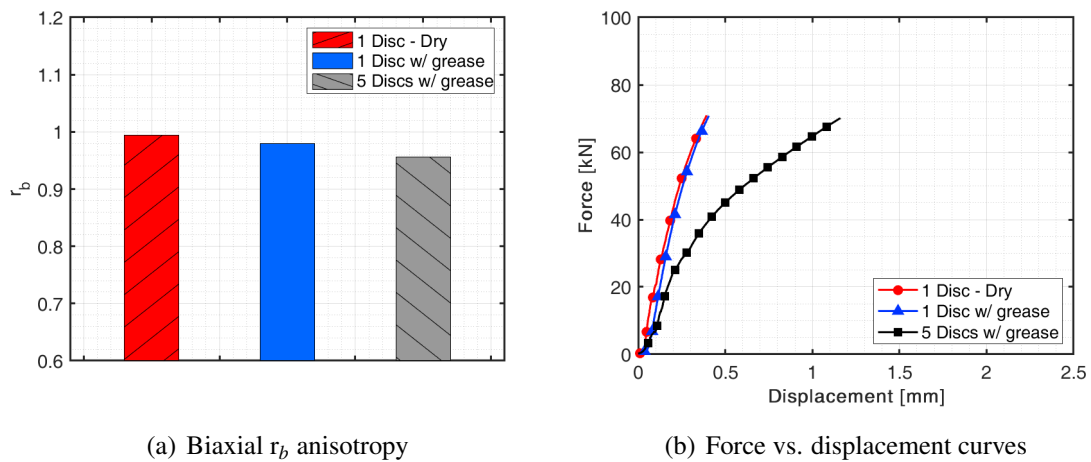 1.2
1.1
1
0.9
0.8
0.7
0.6
r_b
1 Disc - Dry
1 Disc w/ grease
5 Discs w/ grease
(a) Biaxial r_b anisotropy
100
80
60
40
20
0
Force [kN]
0
0.5
1
1.5
2
2.5
Displacement [mm]
1 Disc - Dry
1 Disc w/ grease
5 Discs w/ grease
(b) Force vs. displacement curves